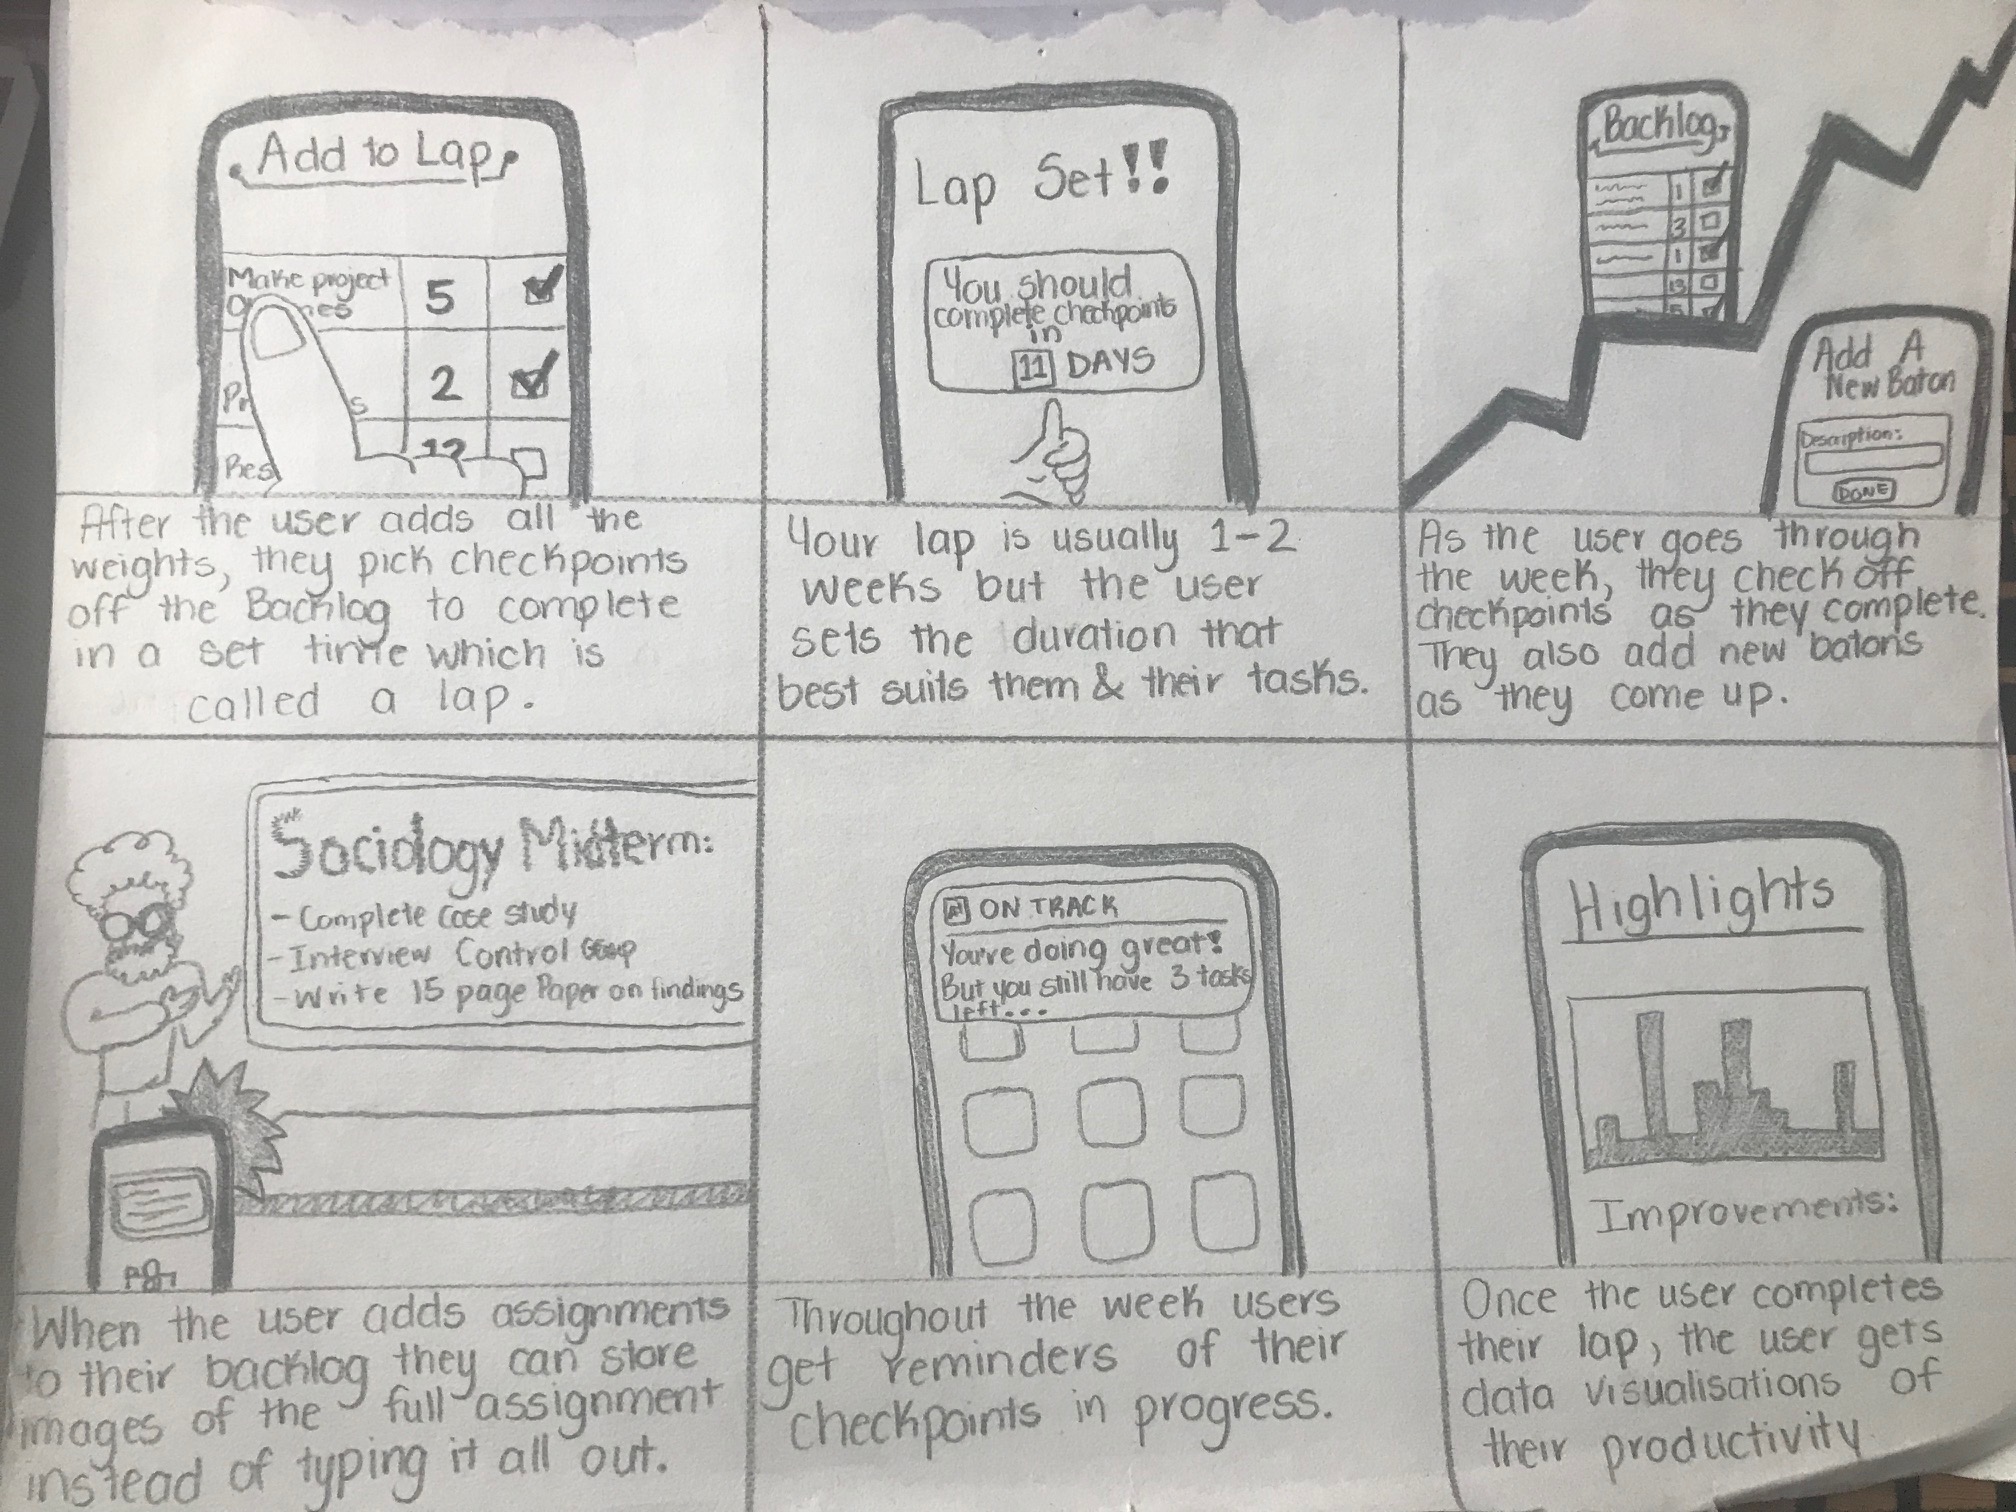 Add to Lap
Make project
5
2
Res
After the user adds all the
weights, they pick checkpoints
off the Backlog to complete
in a set time which is
called a lap.
Lap Set!!
You should
complete checkpoints
in
11 DAYS
Your lap is usually 1-2
weeks but the user
sets the duration that
best suits them & their tasks.
Backlog
1
3
1
13
5
Add A
New Baton
Description:
DONE
As the user goes through
the week, they check off
checkpoints as they complete.
They also add new batons
as they come up.
Sociology Midterm:
- Complete case study
- Interview Control Group
- Write 15 page Paper on findings
When the user adds assignments
to their backlog they can store
images of the full assignment
instead of typing it all out.
ON TRACK
You're doing great!
But you still have 3 tasks
left...
Throughout the week users
get reminders of their
checkpoints in progress.
Highlights
Improvements:
Once the user completes
their lap, the user gets
data visualisations of
their productivity